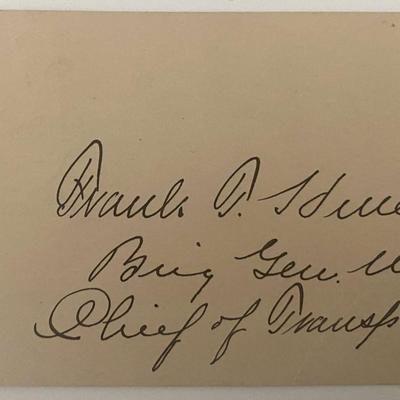 Frank T. Hine
Brig Gen. U
Chief of Transp